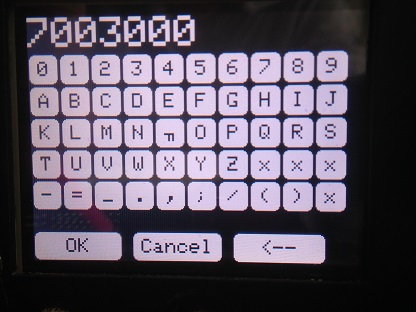 7003000
0 1 2 3 4 5 6 7 8 9
A B C D E F G H I J
K L M N ㅋ O P Q R S
T U V W X Y Z x x x
- = _ . , ; / ( ) x
OK Cancel <--